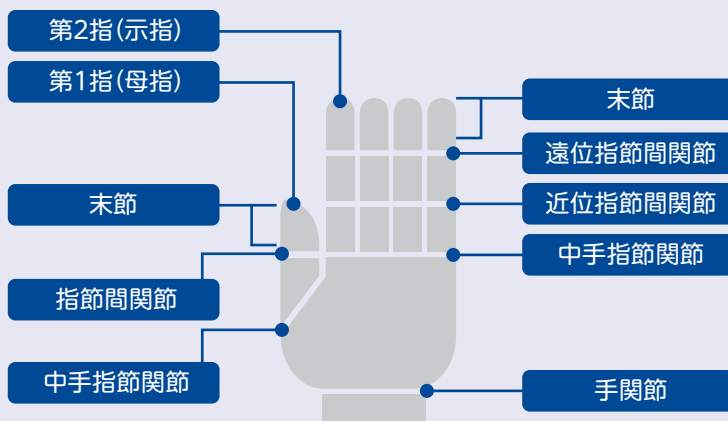 第2指(示指)
第1指(母指)
末節
指節間関節
中手指節関節
末節
遠位指節間関節
近位指節間関節
中手指節関節
手関節